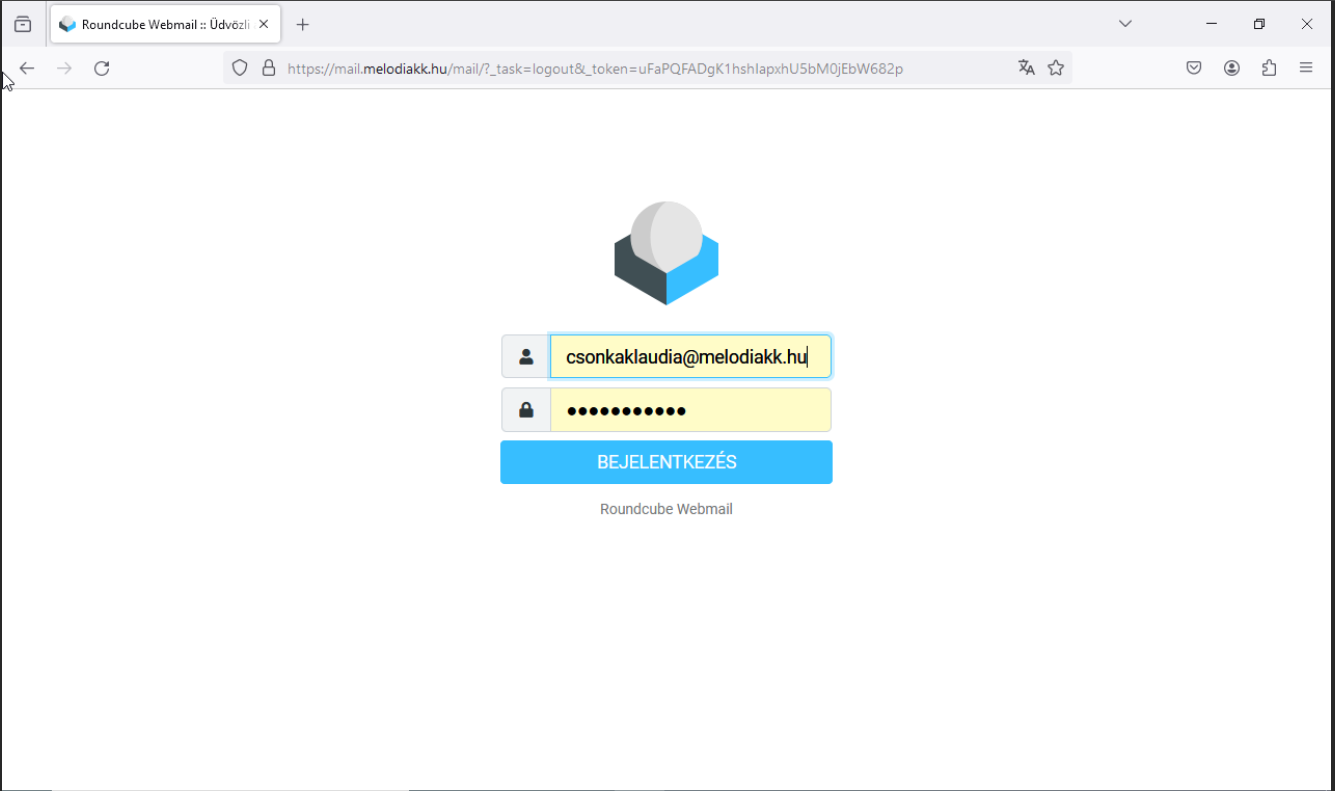 Roundcube Webmail :: Üdvözli
https://mail.melodiakk.hu/mail/?_task=logout&_token=uFaPQFADgK1hshIapxhU5bM0jEbW682p
csonkaklaudia@melodiakk.hu
BEJELENTKEZÉS
Roundcube Webmail